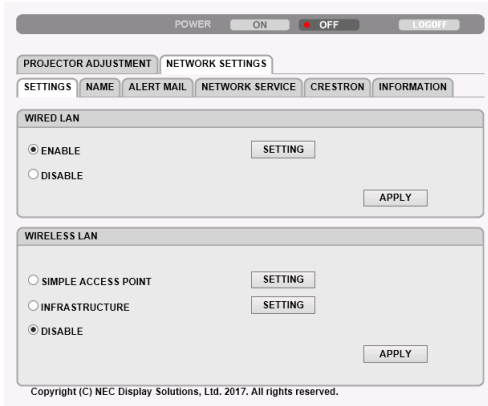 POWER ON OFF LOGOFF
PROJECTOR ADJUSTMENT NETWORK SETTINGS
SETTINGS NAME ALERT MAIL NETWORK SERVICE CRESTRON INFORMATION
WIRED LAN
ENABLE SETTING
DISABLE
APPLY
WIRELESS LAN
SIMPLE ACCESS POINT SETTING
INFRASTRUCTURE SETTING
DISABLE
APPLY
Copyright (C) NEC Display Solutions, Ltd. 2017. All rights reserved.